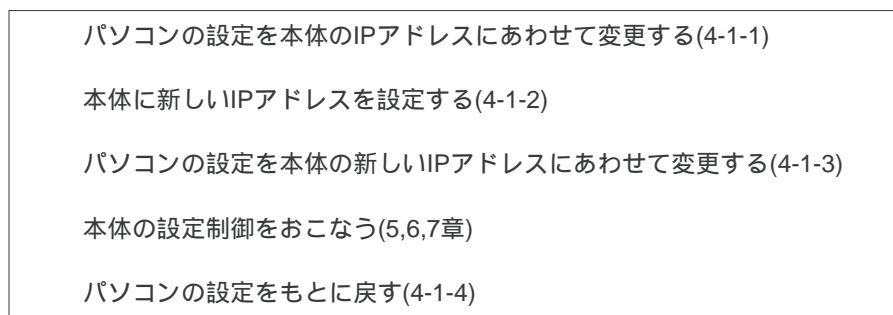 パソコンの設定を本体のIPアドレスにあわせて変更する(4-1-1)
本体に新しいIPアドレスを設定する(4-1-2)
パソコンの設定を本体の新しいIPアドレスにあわせて変更する(4-1-3)
本体の設定制御をおこなう(5,6,7章)
パソコンの設定をもとに戻す(4-1-4)